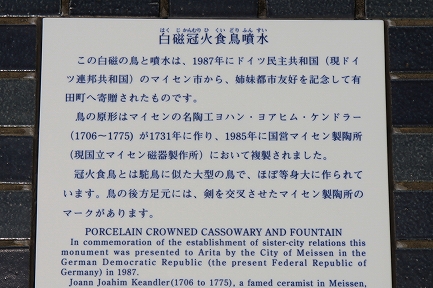 はくじかんむりひくいどりふんすい
白磁冠火食鳥噴水
この白磁の鳥と噴水は、1987年にドイツ民主共和国（現ドイ
ツ連邦共和国）のマイセン市から、姉妹都市友好を記念して有
田町へ寄贈されたものです。
鳥の原形はマイセンの名陶工ヨハン・ヨアヒム・ケンドラー
（1706～1775）が1731年に作り、1985年に国営マイセン製陶所
（現国立マイセン磁器製作所）において複製されました。
冠火食鳥とは駝鳥に似た大型の鳥で、ほぼ等身大に作られて
います。鳥の後方足元には、剣を交叉させたマイセン製陶所の
マークがあります。
PORCELAIN CROWNED CASSOWARY AND FOUNTAIN
In commemoration of the establishment of sister-city relations this
monument was presented to Arita by the City of Meissen in the
German Democratic Republic (the present Federal Republic of
Germany) in 1987.
Joann Joahim Keandler(1706 to 1775), a famed ceramist in Meissen,